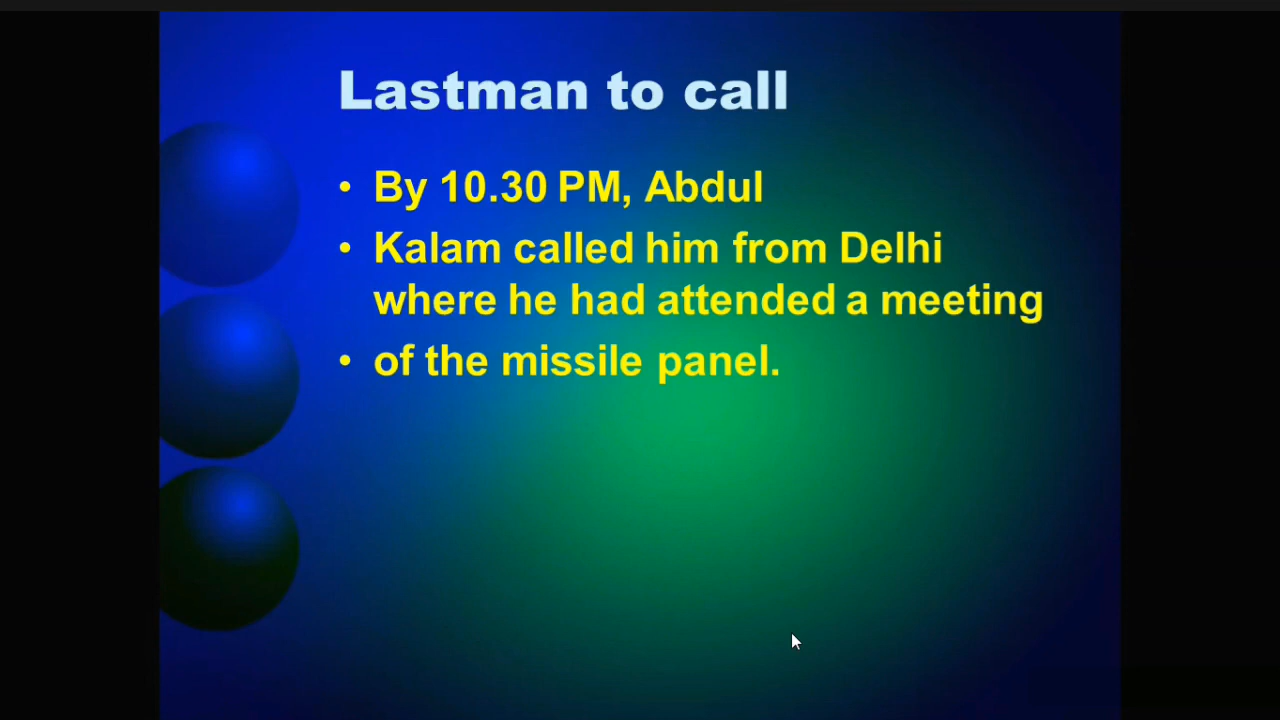 Lastman to call
• By 10.30 PM, Abdul
• Kalam called him from Delhi
where he had attended a meeting
• of the missile panel.